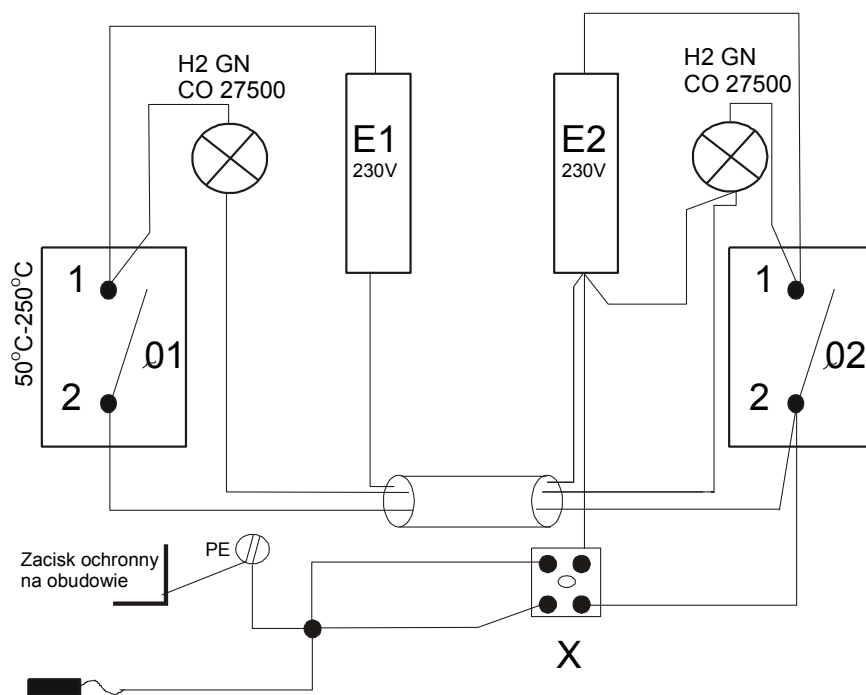 H2 GN
CO 27500
E1
230V
E2
230V
H2 GN
CO 27500
50°C-250°C
1
01
2
1
02
2
Zacisk ochronny
na obudowie
PE
X